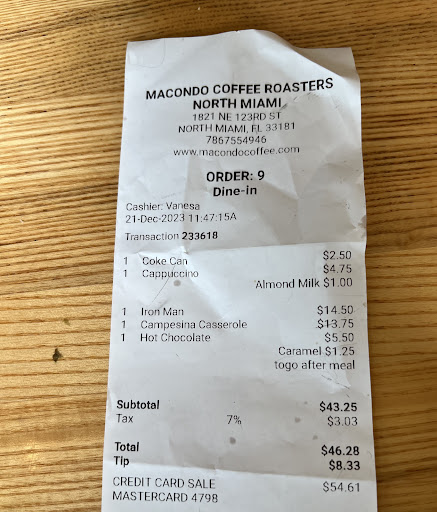 MACONDO COFFEE ROASTERS
NORTH MIAMI
1821 NE 123RD ST
NORTH MIAMI, FL 33181
7867554946
www.macondocoffee.com
ORDER: 9
Dine-in
Cashier: Vanesa
21-Dec-2023 11:47:15A
Transaction 233618
1 Coke Can $2.50
1 Cappuccino $4.75
Almond Milk $1.00
1 Iron Man $14.50
1 Campesina Casserole $13.75
1 Hot Chocolate $5.50
Caramel $1.25
togo after meal
Subtotal $43.25
Tax 7% $3.03
Total $46.28
Tip $8.33
CREDIT CARD SALE $54.61
MASTERCARD 4798